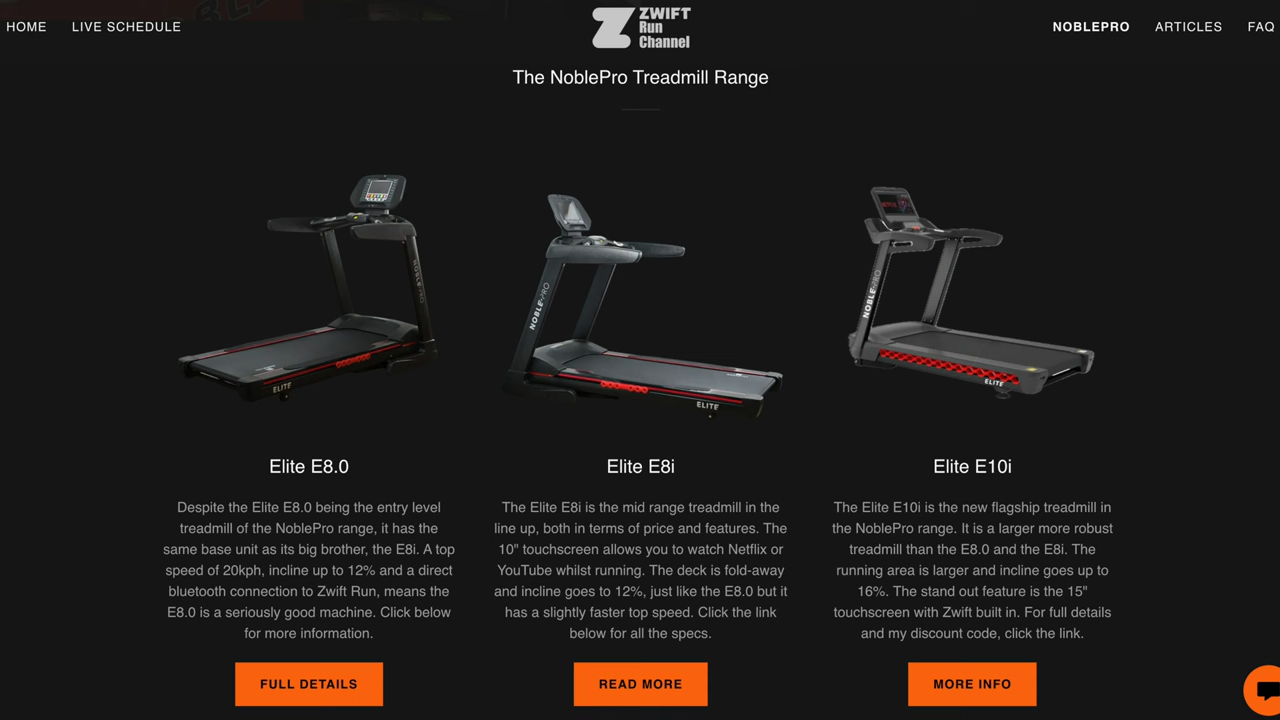 HOME LIVE SCHEDULE
ZWIFT
Run
Channel
NOBLEPRO ARTICLES FAQ
The NoblePro Treadmill Range
NOBLEPRO
NOBLEPRO
NOBLEPRO
ELITE
ELITE
ELITE
Elite E8.0
Despite the Elite E8.0 being the entry level
treadmill of the NoblePro range, it has the
same base unit as its big brother, the E8i. A top
speed of 20kph, incline up to 12% and a direct
bluetooth connection to Zwift Run, means the
E8.0 is a seriously good machine. Click below
for more information.
FULL DETAILS
Elite E8i
The Elite E8i is the mid range treadmill in the
line up, both in terms of price and features. The
10" touchscreen allows you to watch Netflix or
YouTube whilst running. The deck is fold-away
and incline goes to 12%, just like the E8.0 but it
has a slightly faster top speed. Click the link
below for all the specs.
READ MORE
Elite E10i
The Elite E10i is the new flagship treadmill in
the NoblePro range. It is a larger more robust
treadmill than the E8.0 and the E8i. The
running area is larger and incline goes up to
16%. The stand out feature is the 15"
touchscreen with Zwift built in. For full details
and my discount code, click the link.
MORE INFO